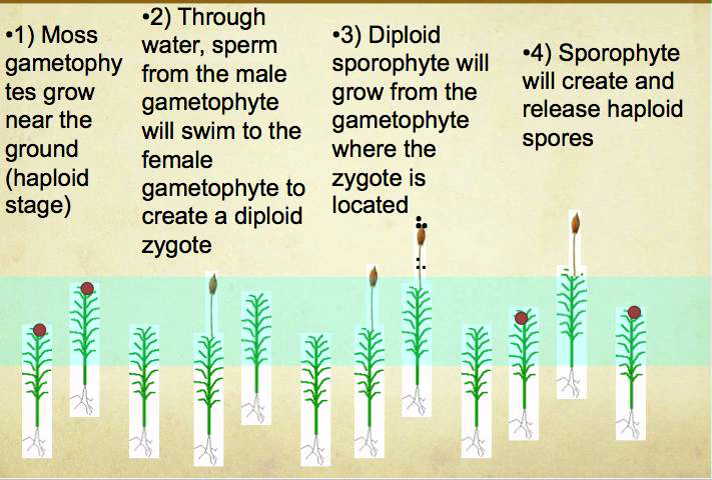 •1) Moss
gametophy
tes grow
near the
ground
(haploid
stage)
•2) Through
water, sperm
from the male
gametophyte
will swim to the
female
gametophyte to
create a diploid
zygote
•3) Diploid
sporophyte will
grow from the
gametophyte
where the
zygote is
located
•4) Sporophyte
will create and
release haploid
spores